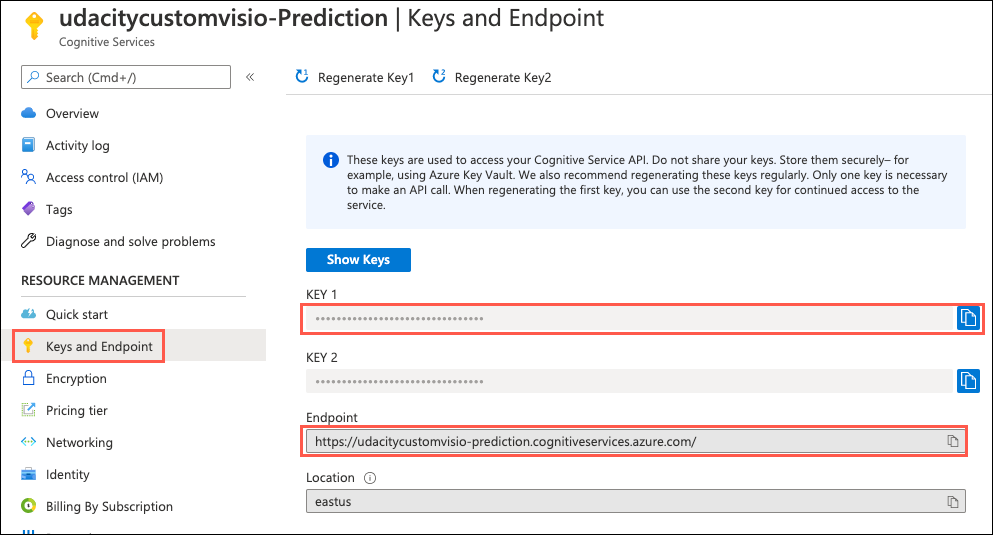 udacitycustomvisio-Prediction | Keys and Endpoint
Cognitive Services
Search (Cmd+/)
«
Regenerate Key1
Regenerate Key2
Overview
Activity log
Access control (IAM)
Tags
Diagnose and solve problems
RESOURCE MANAGEMENT
Quick start
Keys and Endpoint
Encryption
Pricing tier
Networking
Identity
Billing By Subscription
These keys are used to access your Cognitive Service API. Do not share your keys. Store them securely– for
example, using Azure Key Vault. We also recommend regenerating these keys regularly. Only one key is necessary
to make an API call. When regenerating the first key, you can use the second key for continued access to the
service.
Show Keys
KEY 1
••••••••••••••••••••••••••••••••
KEY 2
••••••••••••••••••••••••••••••••
Endpoint
https://udacitycustomvisio-prediction.cognitiveservices.azure.com/
Location
eastus